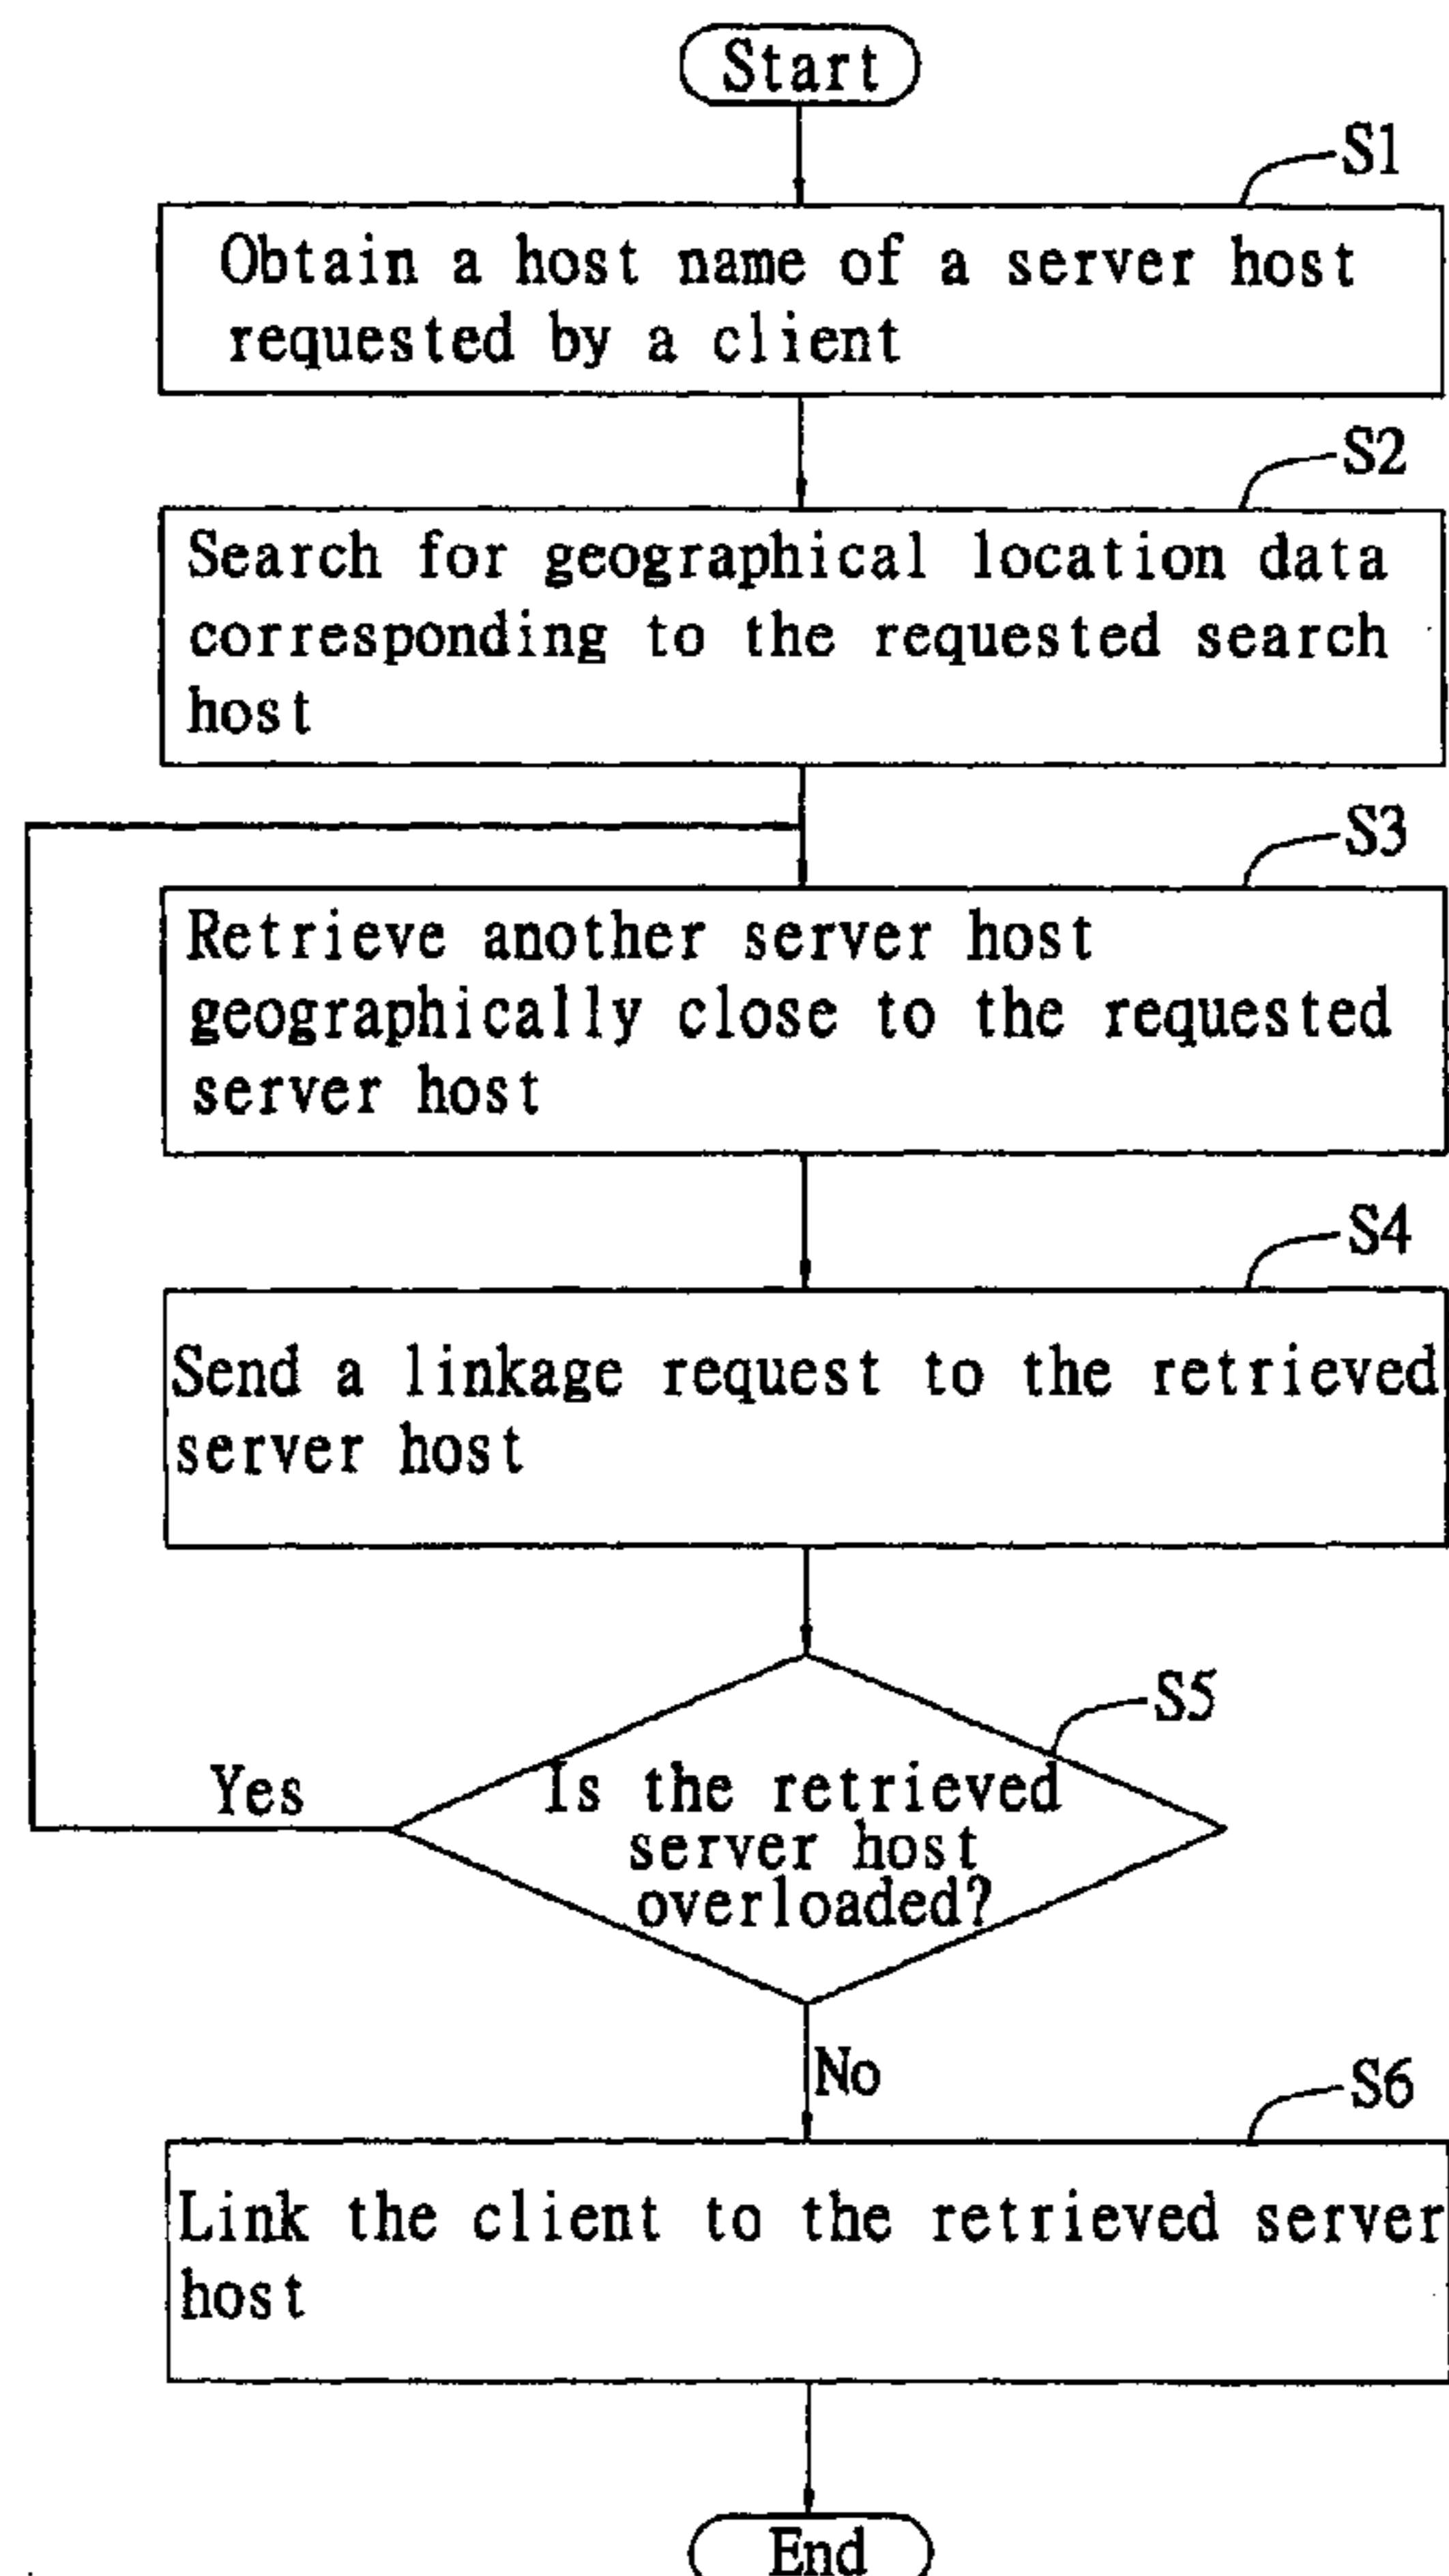 Start
S1
Obtain a host name of a server host
requested by a client
S2
Search for geographical location data
corresponding to the requested search
host
S3
Retrieve another server host
geographically close to the requested
server host
S4
Send a linkage request to the retrieved
server host
S5
Yes
Is the retrieved
server host
overloaded?
No
S6
Link the client to the retrieved server
host
End